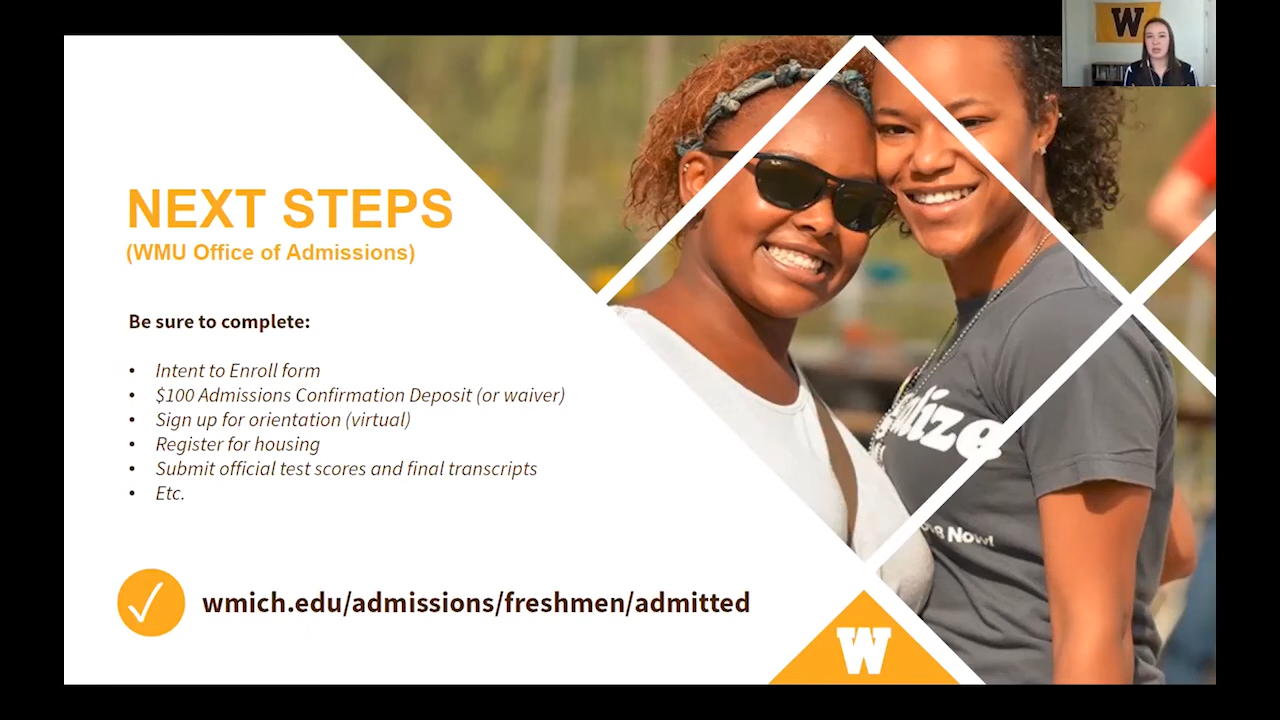 W
NEXT STEPS
(WMU Office of Admissions)
Be sure to complete:
• Intent to Enroll form
• $100 Admissions Confirmation Deposit (or waiver)
• Sign up for orientation (virtual)
• Register for housing
• Submit official test scores and final transcripts
• Etc.
wmich.edu/admissions/freshmen/admitted
Now!
W